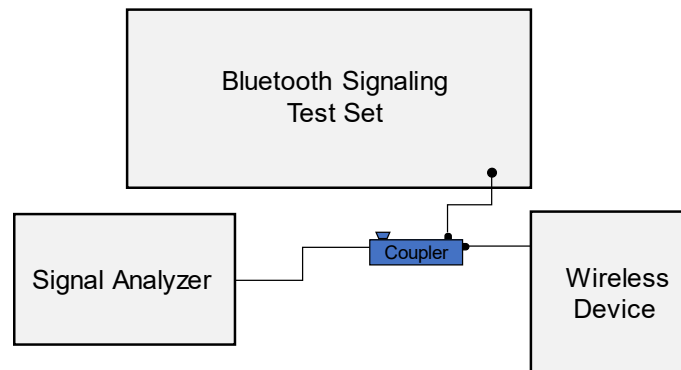 Bluetooth Signaling
Test Set
Signal Analyzer
Coupler
Wireless
Device